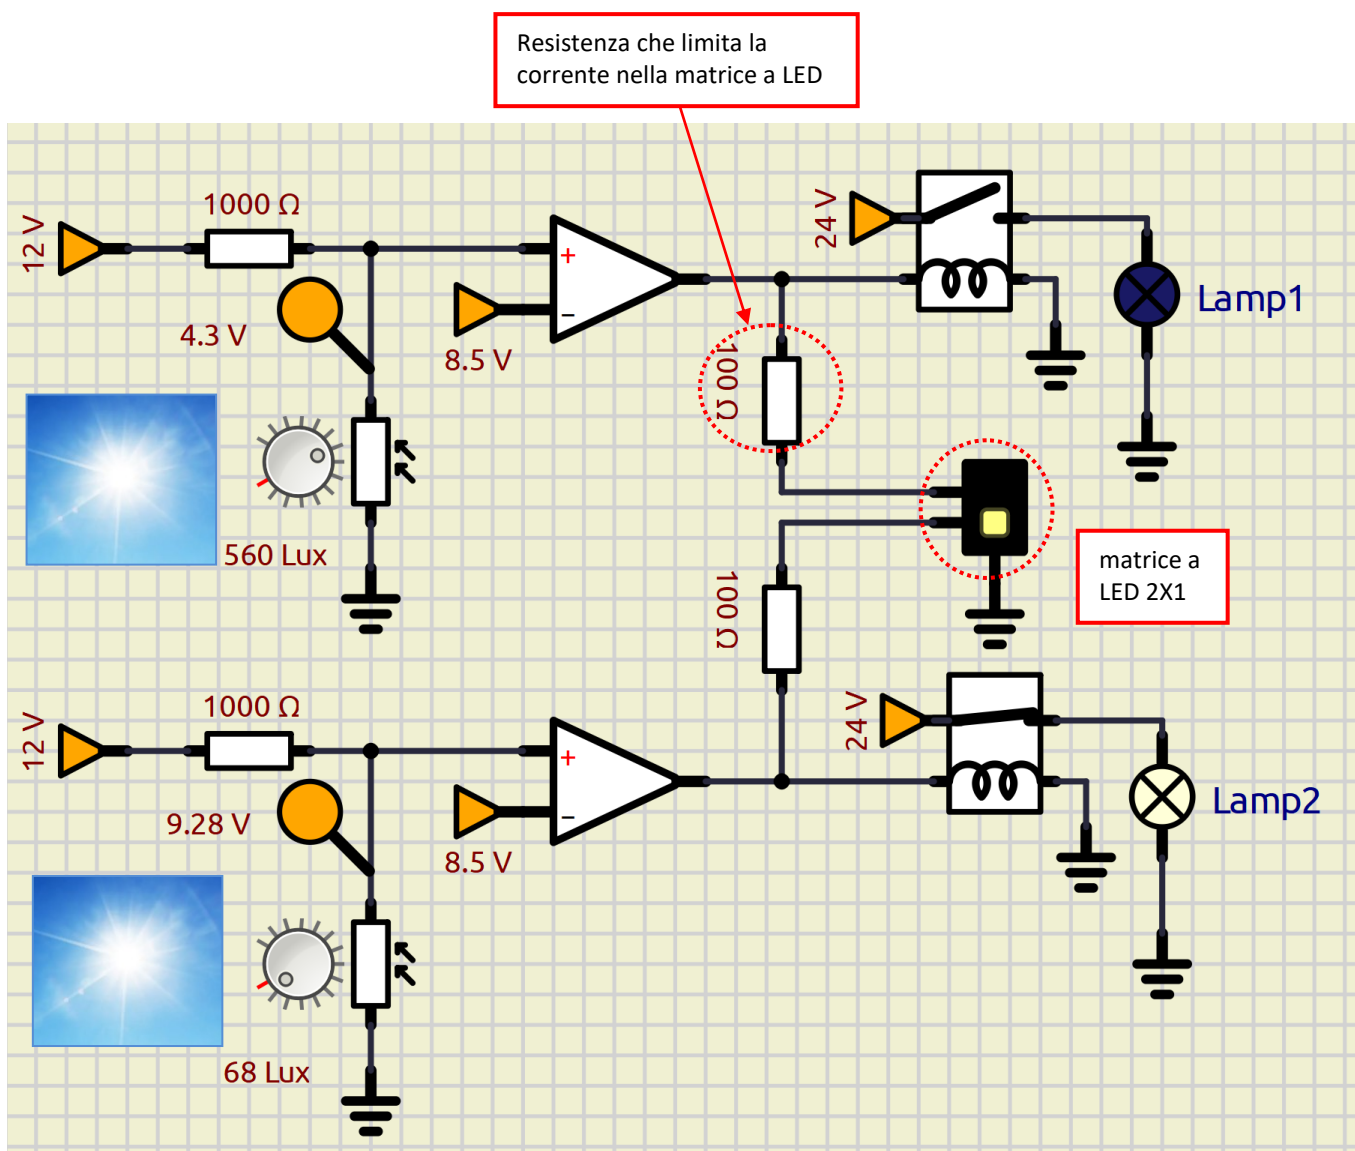 Resistenza che limita la
corrente nella matrice a LED
12 V
1000 Ω
4.3 V
560 Lux
+
−
8.5 V
100 Ω
24 V
Lamp1
matrice a
LED 2X1
100 Ω
12 V
1000 Ω
9.28 V
68 Lux
+
−
8.5 V
24 V
Lamp2